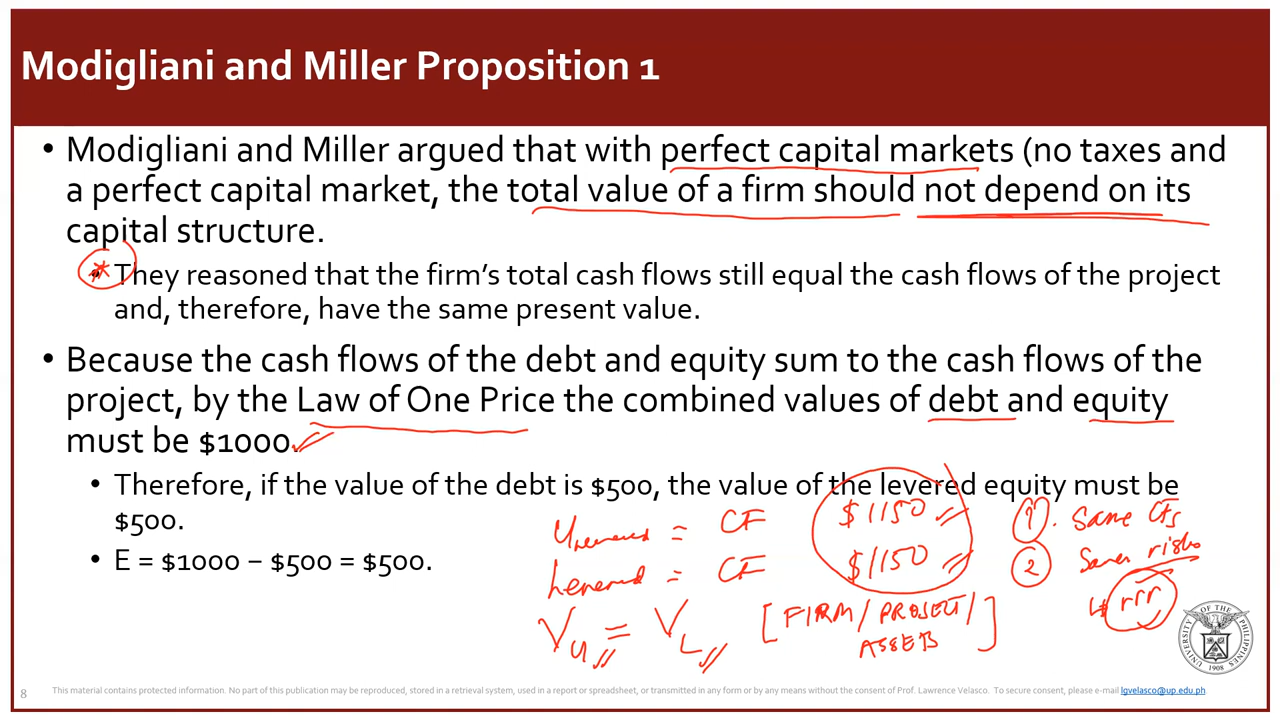 Modigliani and Miller Proposition 1
• Modigliani and Miller argued that with perfect capital markets (no taxes and
a perfect capital market, the total value of a firm should not depend on its
capital structure.
* They reasoned that the firm's total cash flows still equal the cash flows of the project
and, therefore, have the same present value.
• Because the cash flows of the debt and equity sum to the cash flows of the
project, by the Law of One Price the combined values of debt and equity
must be $1000.
• Therefore, if the value of the debt is $500, the value of the levered equity must be
$500.
• E = $1000 – $500 = $500.
Unlevered = CF $1150
Levered = CF $1150
V_U = V_L [FIRM/PROJECT/
ASSETS]
① . Same CFs
② Same risks
↳ rrr
UNIVERSITY OF THE PHILIPPINES
1908
8
This material contains protected information. No part of this publication may be reproduced, stored in a retrieval system, used in a report or spreadsheet, or transmitted in any form or by any means without the consent of Prof. Lawrence Velasco. To secure consent, please e-mail lgvelasco@up.edu.ph.